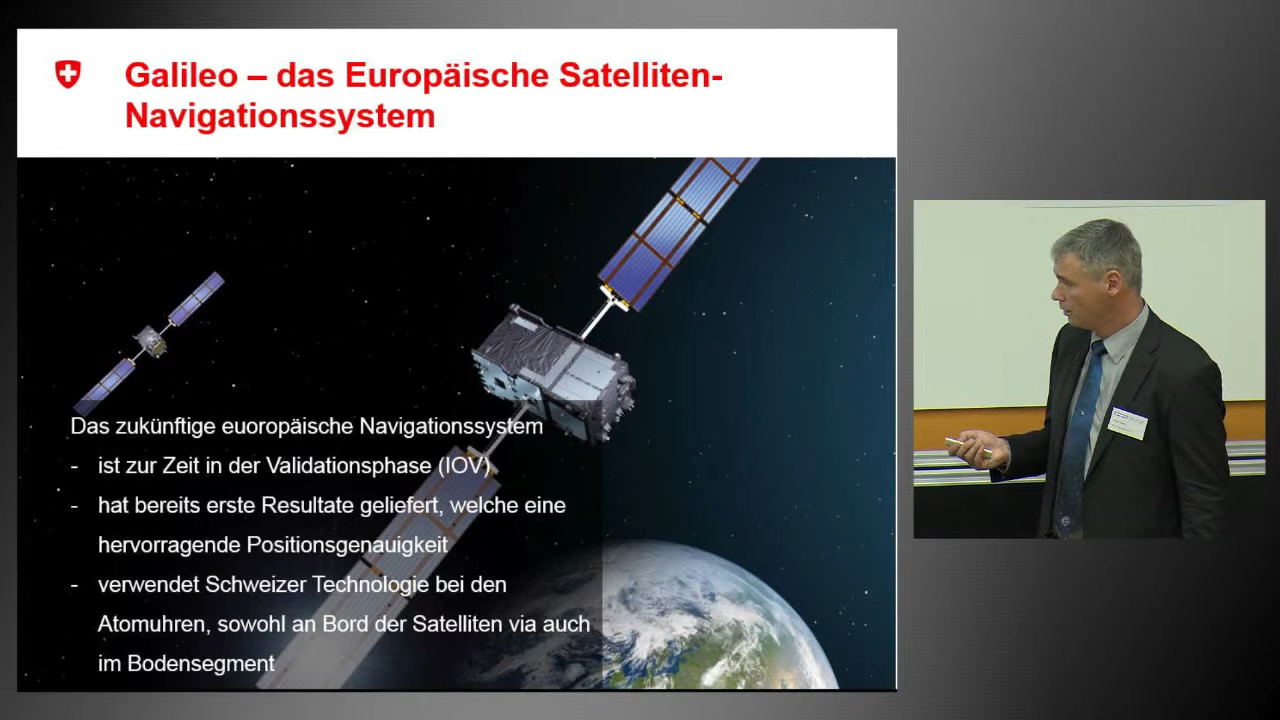 Galileo – das Europäische Satelliten-
Navigationssystem
Das zukünftige euoropäische Navigationssystem
- ist zur Zeit in der Validationsphase (IOV)
- hat bereits erste Resultate geliefert, welche eine
hervorragende Positionsgenauigkeit
- verwendet Schweizer Technologie bei den
Atomuhren, sowohl an Bord der Satelliten via auch
im Bodensegment